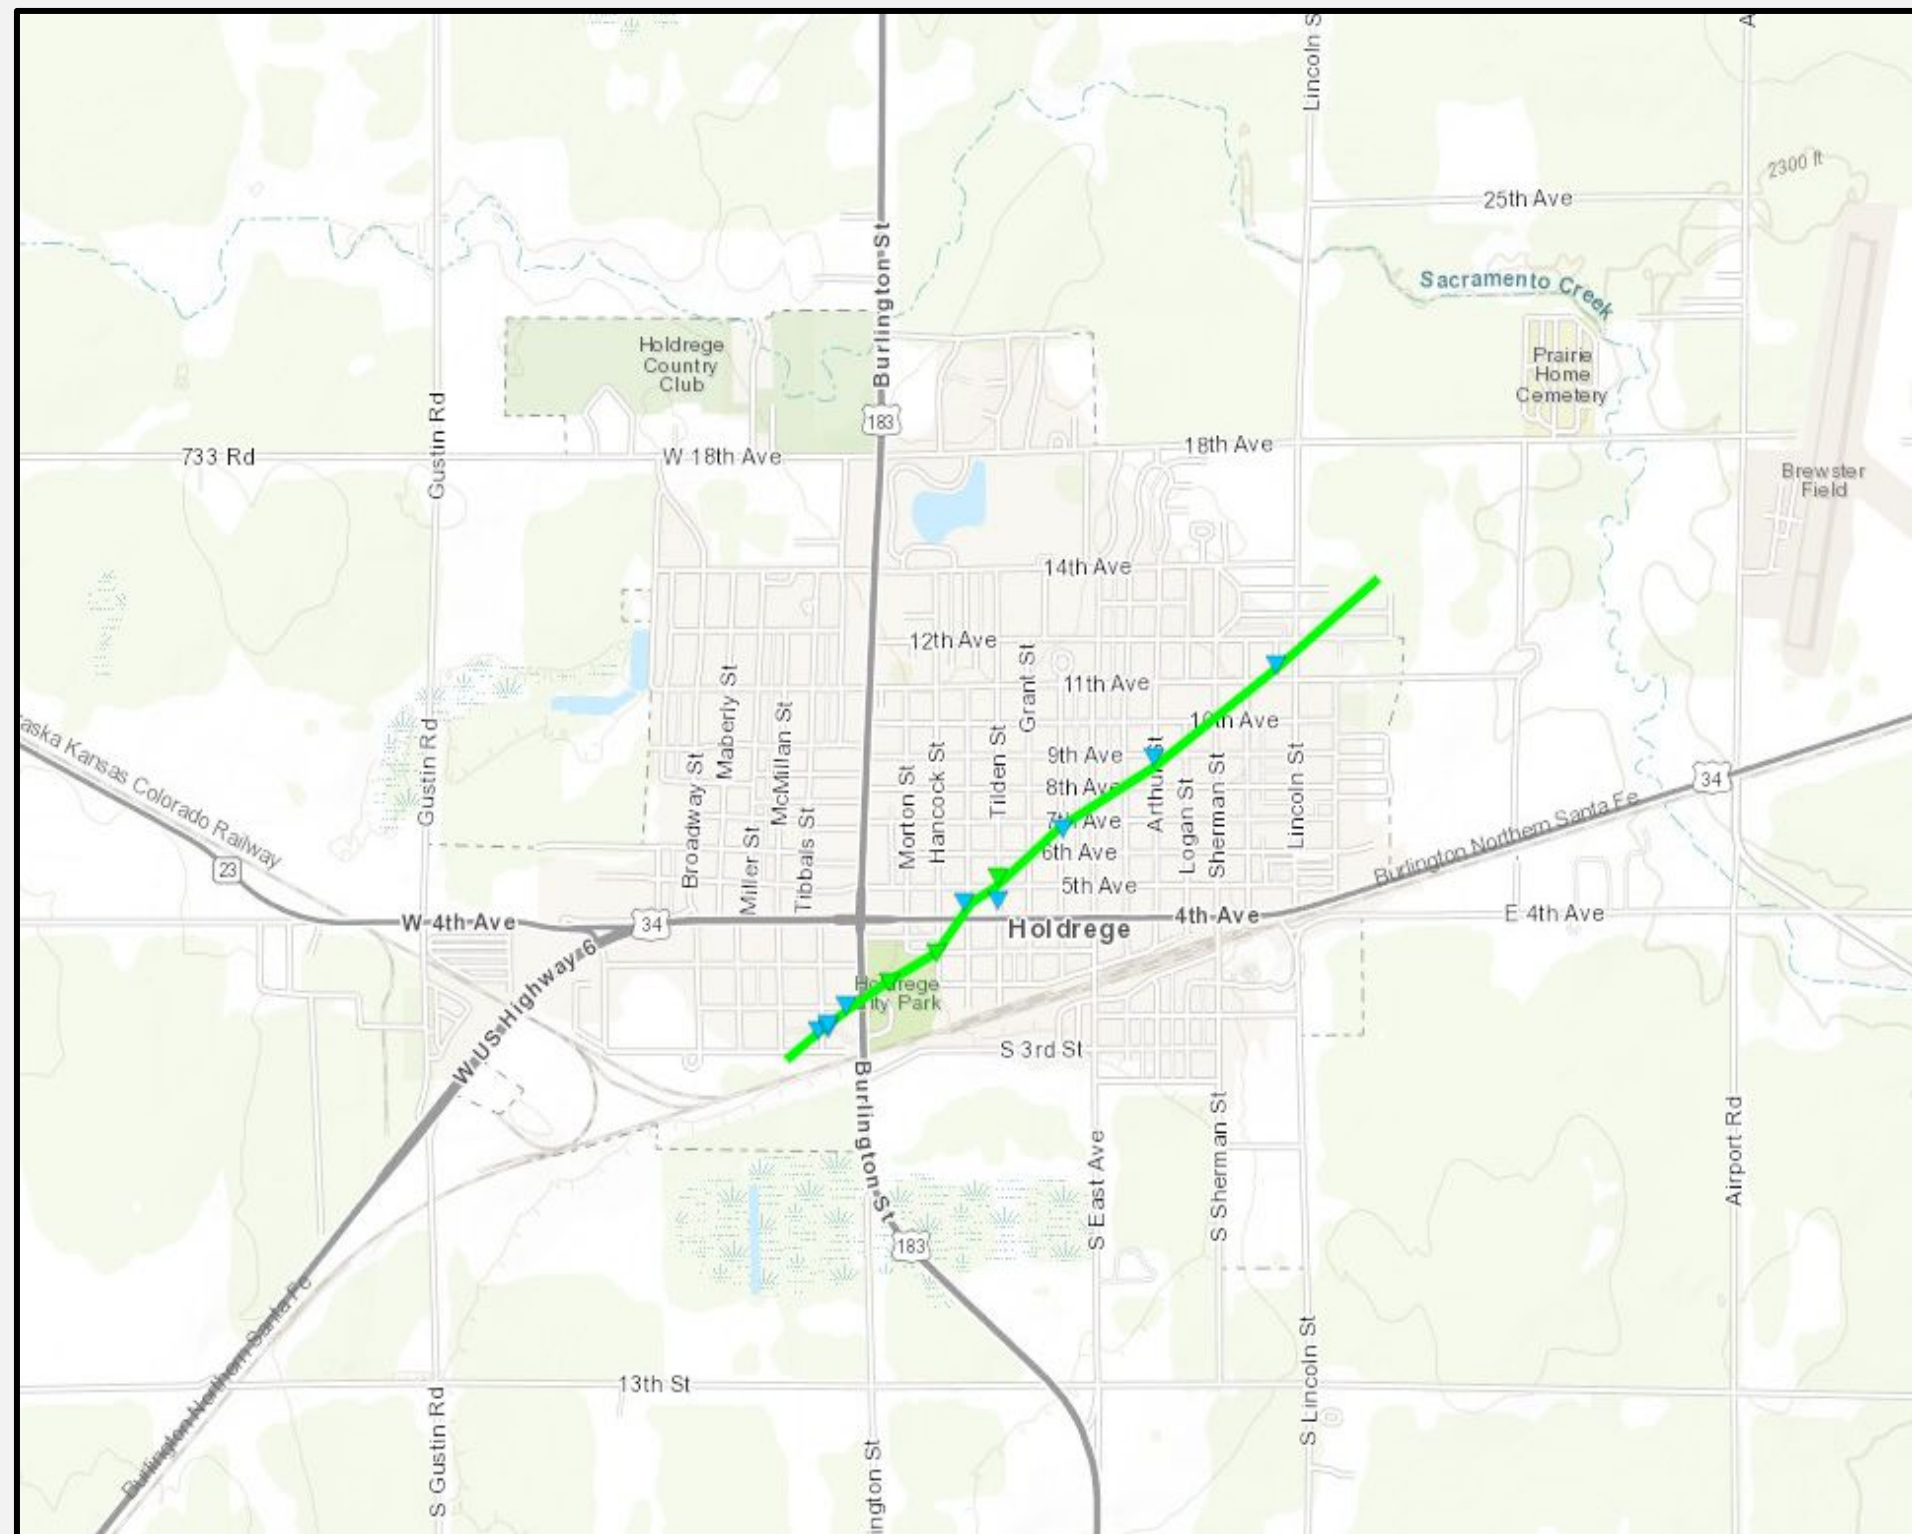 Lincoln S
A
2300 ft
25th Ave
Burlington St
Sacramento Creek
Holdrege
Country
Club
Prairie
Home
Cemetery
Gustin Rd
183
733 Rd
W 18th Ave
18th Ave
Brewster
Field
14th Ave
12th Ave
Grant St
11th Ave
Maberly St
10th Ave
aska Kansas Colorado Railway
Gustin Rd
McMillan St
Broadway St
Hancock St
Tilden St
9th Ave
Arthur St
Sherman St
Lincoln St
34
Morton St
8th Ave
Logan St
7th Ave
Miller St
Tibbals St
6th Ave
Burlington Northern Santa Fe
23
5th Ave
W 4th Ave
34
4th Ave
E 4th Ave
Holdrege
W US Highway 6
Holdrege
City Park
S 3rd St
Burlington St
S East Ave
S Sherman St
Airport Rd
183
Burlington Northern Santa Fe
13th St
S Gustin Rd
S Lincoln St
ington St